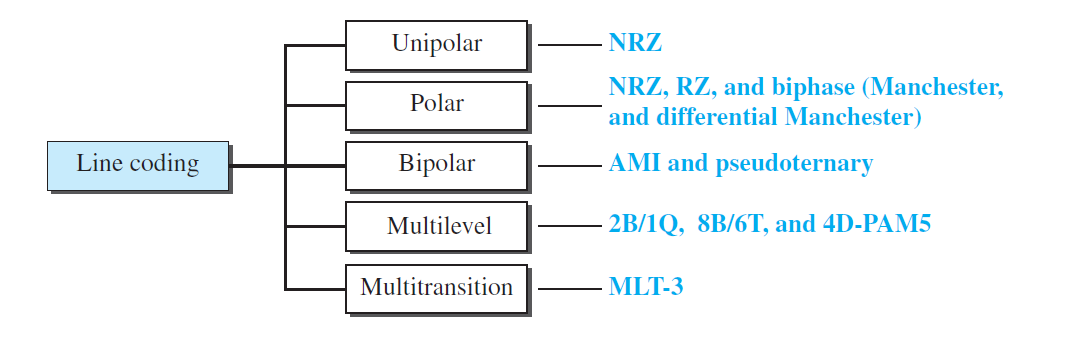 Line coding
Unipolar
NRZ
Polar
NRZ, RZ, and biphase (Manchester,
and differential Manchester)
Bipolar
AMI and pseudoternary
Multilevel
2B/1Q, 8B/6T, and 4D-PAM5
Multitransition
MLT-3